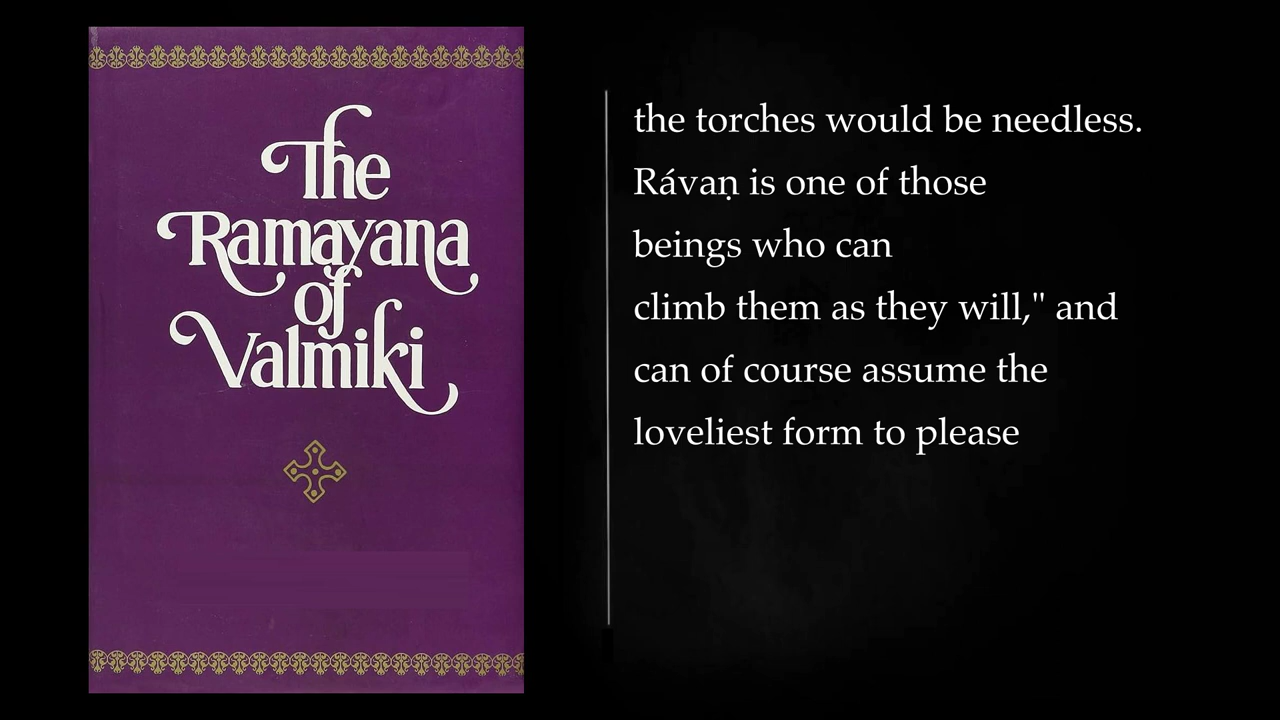 The
Ramayana
of
Valmiki
the torches would be needless.
Rávaṇ is one of those
beings who can
climb them as they will," and
can of course assume the
loveliest form to please